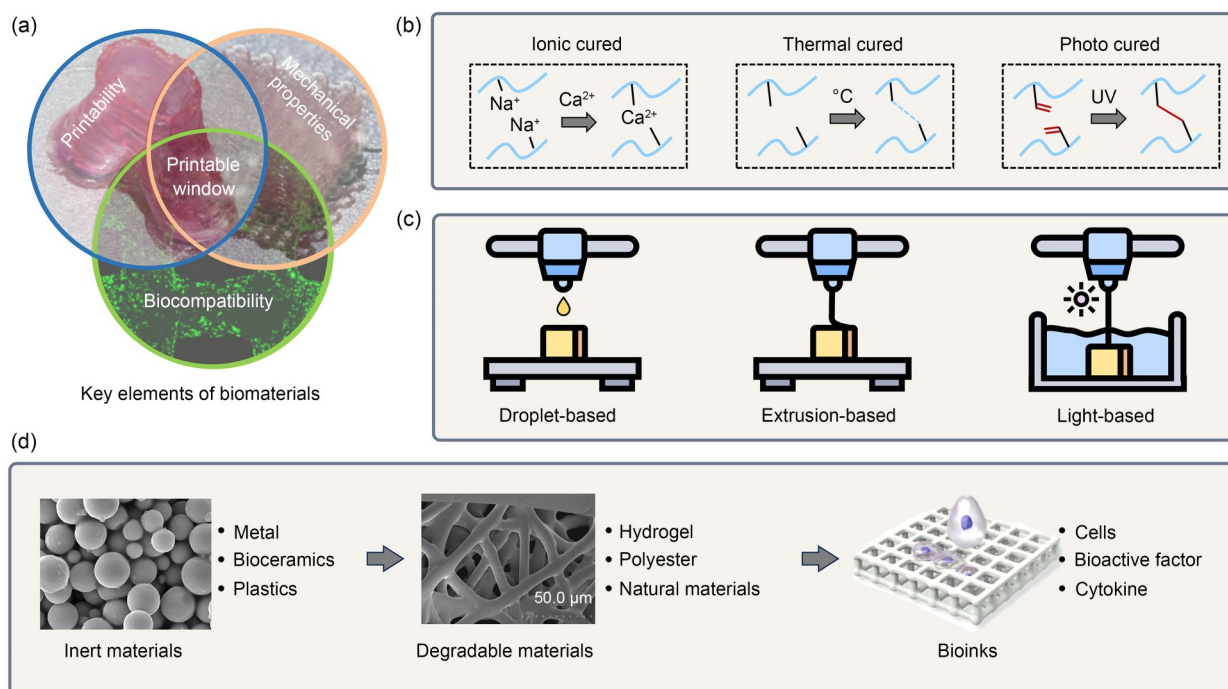 (a)
Printability
Mechanical
properties
Printable
window
Biocompatibility
Key elements of biomaterials
(b)
Ionic cured
Na⁺
Na⁺
Ca²⁺
Ca²⁺
Thermal cured
°C
Photo cured
UV
(c)
Droplet-based
Extrusion-based
Light-based
(d)
• Metal
• Bioceramics
• Plastics
Inert materials
50.0 μm
• Hydrogel
• Polyester
• Natural materials
Degradable materials
• Cells
• Bioactive factor
• Cytokine
Bioinks